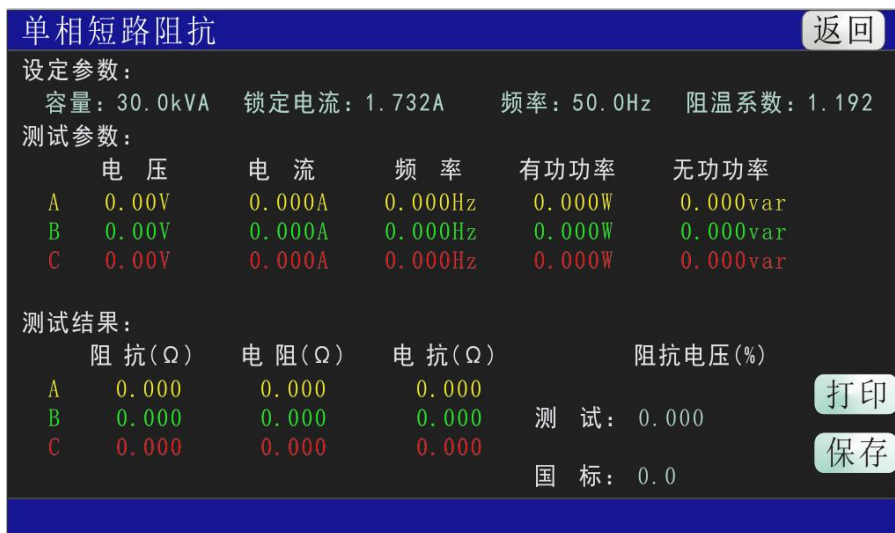 单相短路阻抗 返回
设定参数：
容量：30.0kVA 锁定电流：1.732A 频率：50.0Hz 阻温系数：1.192
测试参数：
电 压 电 流 频 率 有功功率 无功功率
A 0.00V 0.000A 0.000Hz 0.000W 0.000var
B 0.00V 0.000A 0.000Hz 0.000W 0.000var
C 0.00V 0.000A 0.000Hz 0.000W 0.000var
测试结果：
阻 抗(Ω) 电 阻(Ω) 电 抗(Ω) 阻抗电压(%)
A 0.000 0.000 0.000 打印
B 0.000 0.000 0.000 测 试：0.000
C 0.000 0.000 0.000 保存
国 标：0.0